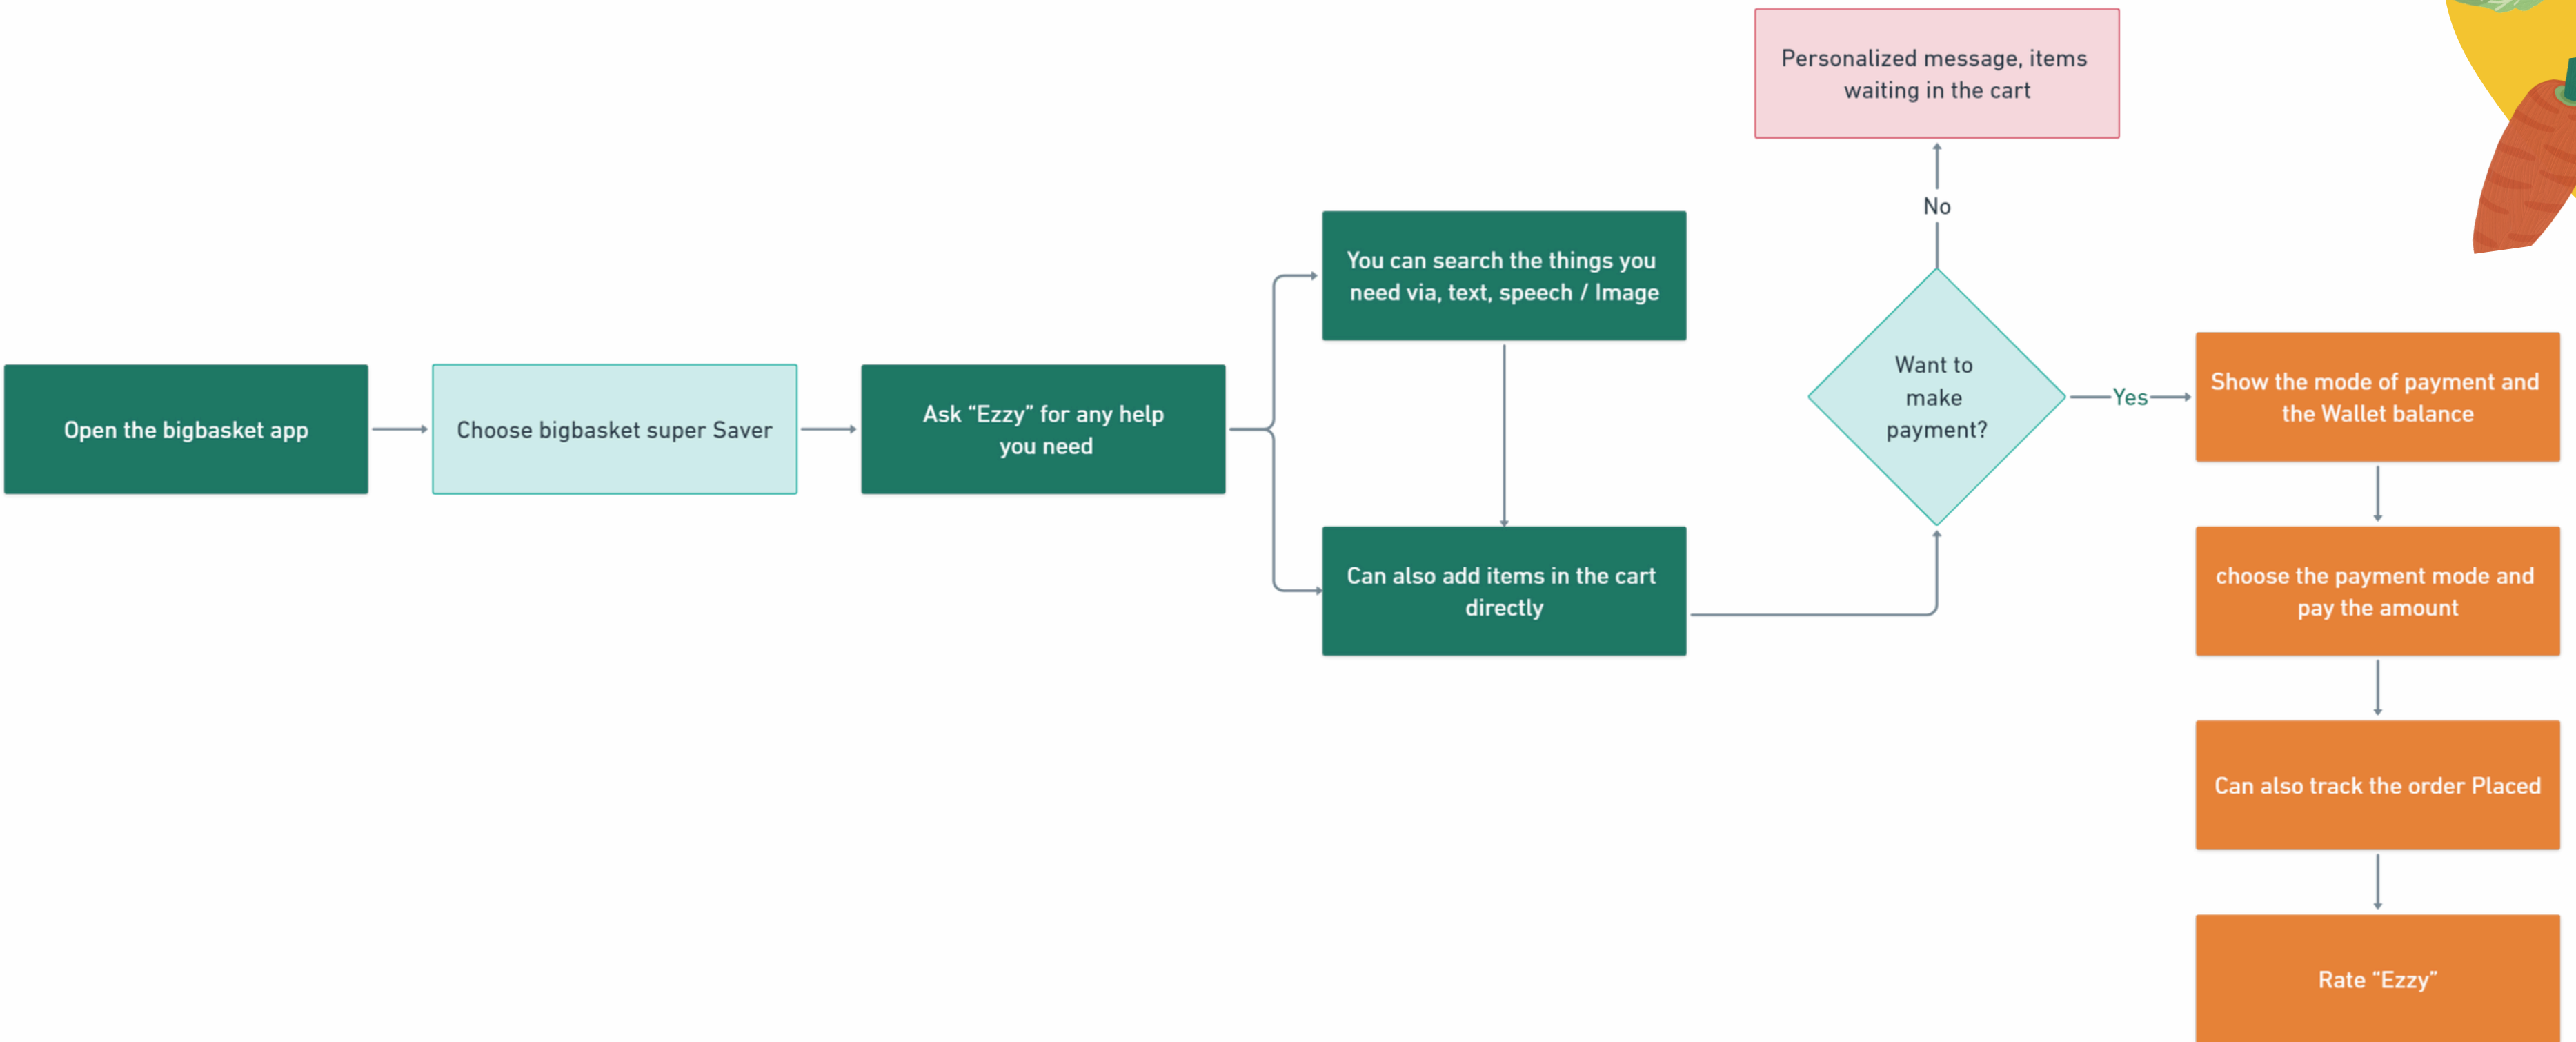 Open the bigbasket app
Choose bigbasket super Saver
Ask “Ezzy” for any help
you need
You can search the things you
need via, text, speech / Image
Can also add items in the cart
directly
Want to
make
payment?
No
Personalized message, items
waiting in the cart
Yes
Show the mode of payment and
the Wallet balance
choose the payment mode and
pay the amount
Can also track the order Placed
Rate “Ezzy”